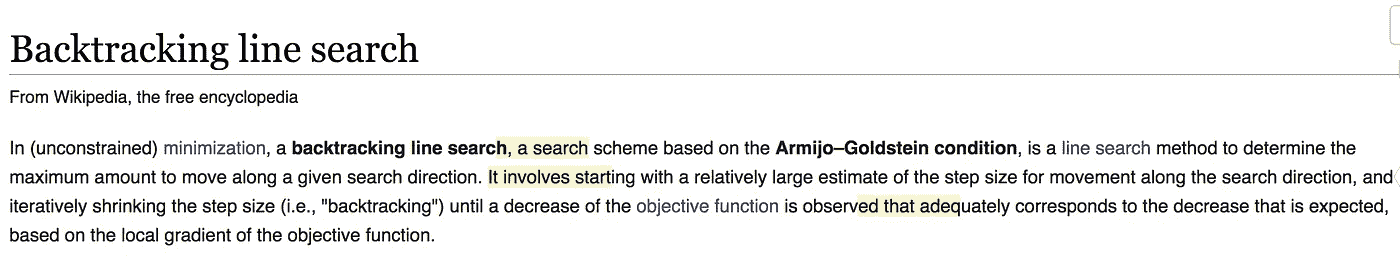 Backtracking line search
From Wikipedia, the free encyclopedia
In (unconstrained) minimization, a backtracking line search, a search scheme based on the Armijo–Goldstein condition, is a line search method to determine the
maximum amount to move along a given search direction. It involves starting with a relatively large estimate of the step size for movement along the search direction, and
iteratively shrinking the step size (i.e., "backtracking") until a decrease of the objective function is observed that adequately corresponds to the decrease that is expected,
based on the local gradient of the objective function.